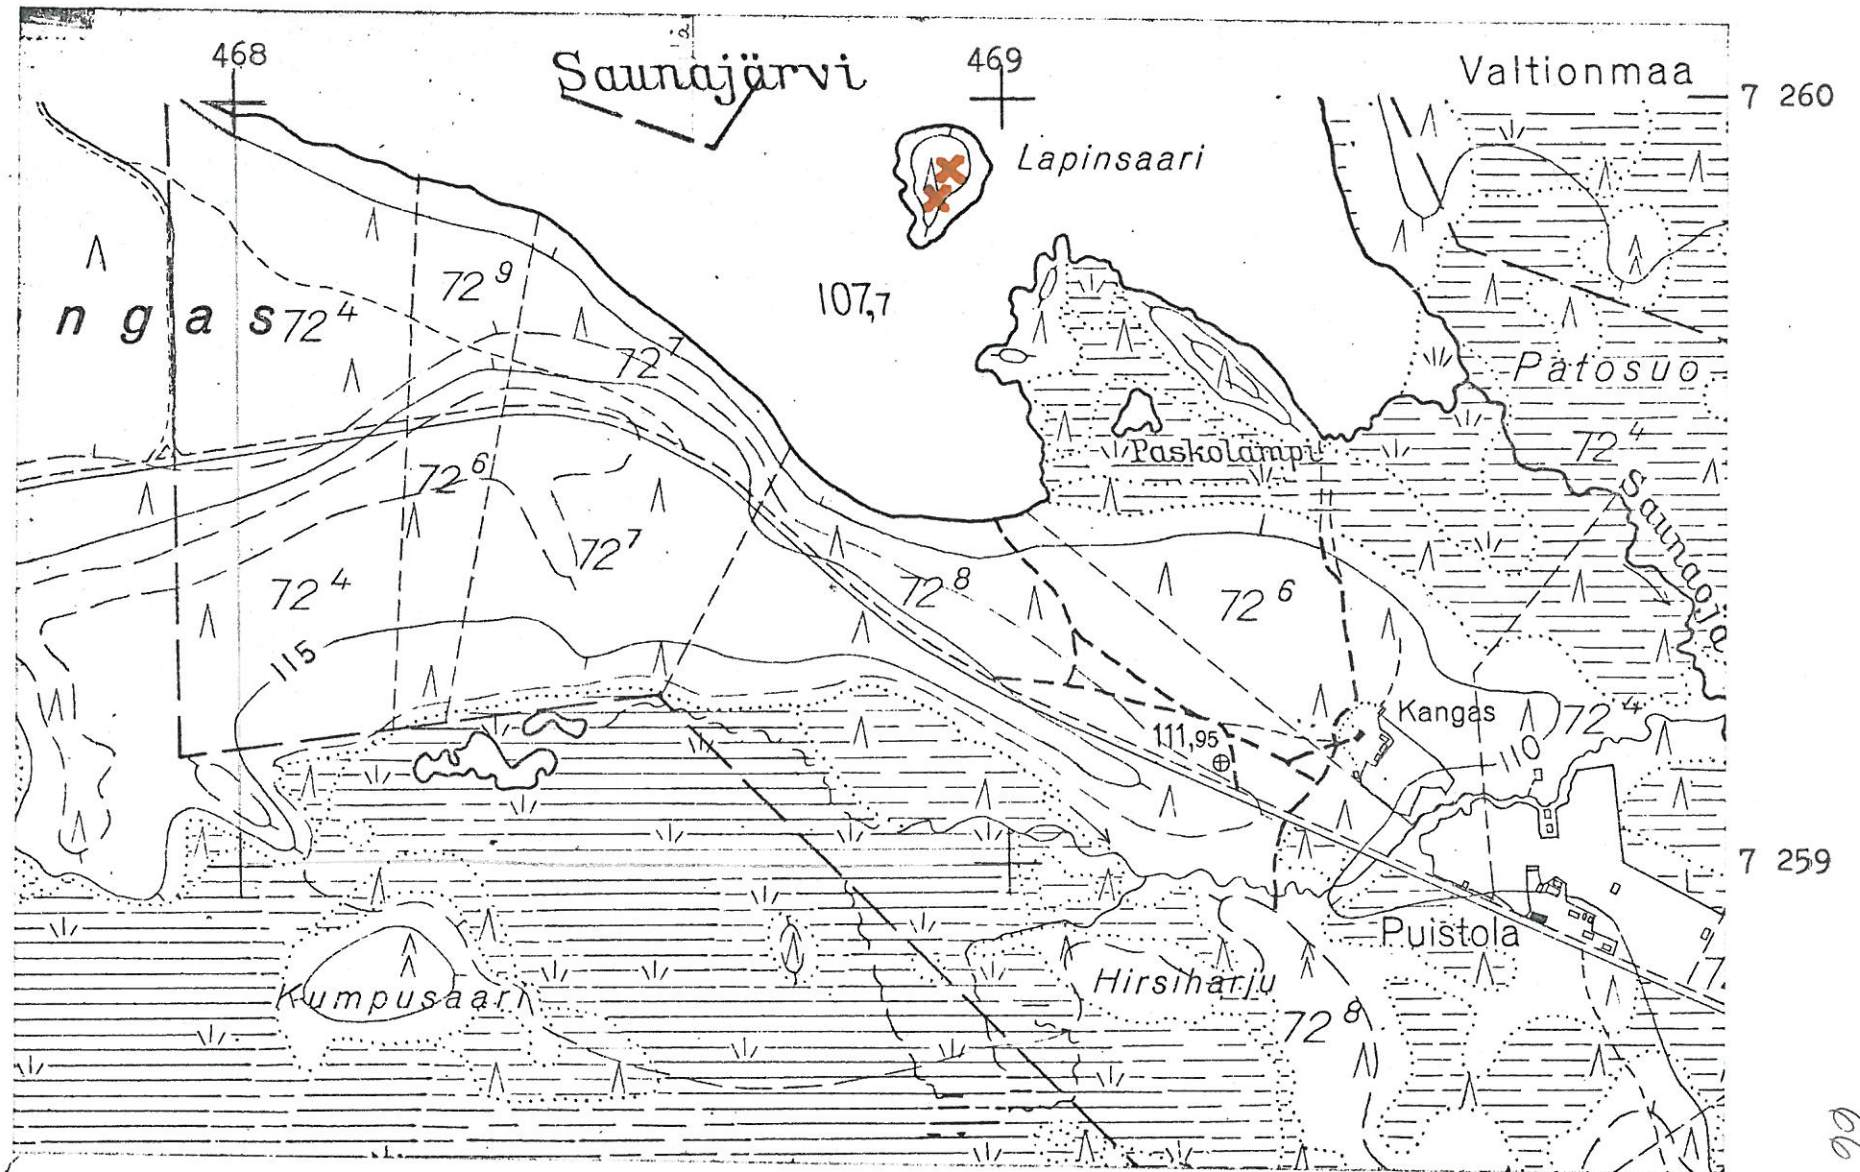 468
Saunajärvi
469
Valtionmaa
7 260
Lapinsaari
ngas
72⁴
72⁹
107,7
72⁷
Patosuo
Paskolampi
72⁴
72⁶
Saunaoja
72⁷
72⁴
72⁸
72⁶
115
Kangas
72⁴
111,95
110
7 259
Puistola
Kumpusaari
Hirsiharju
17
72⁸